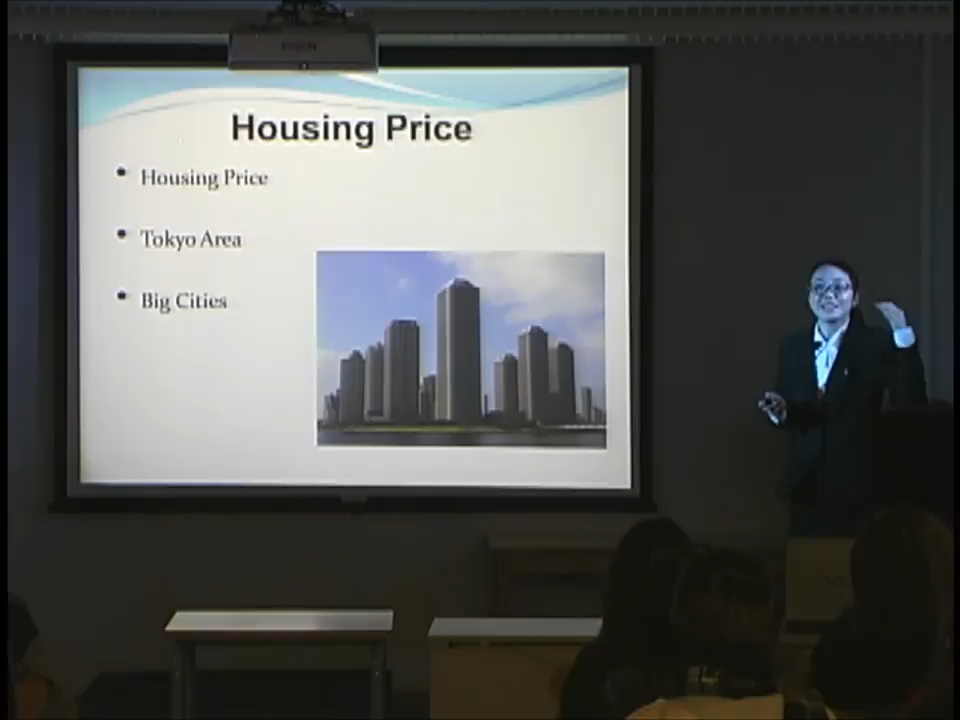 Housing Price
• Housing Price
• Tokyo Area
• Big Cities